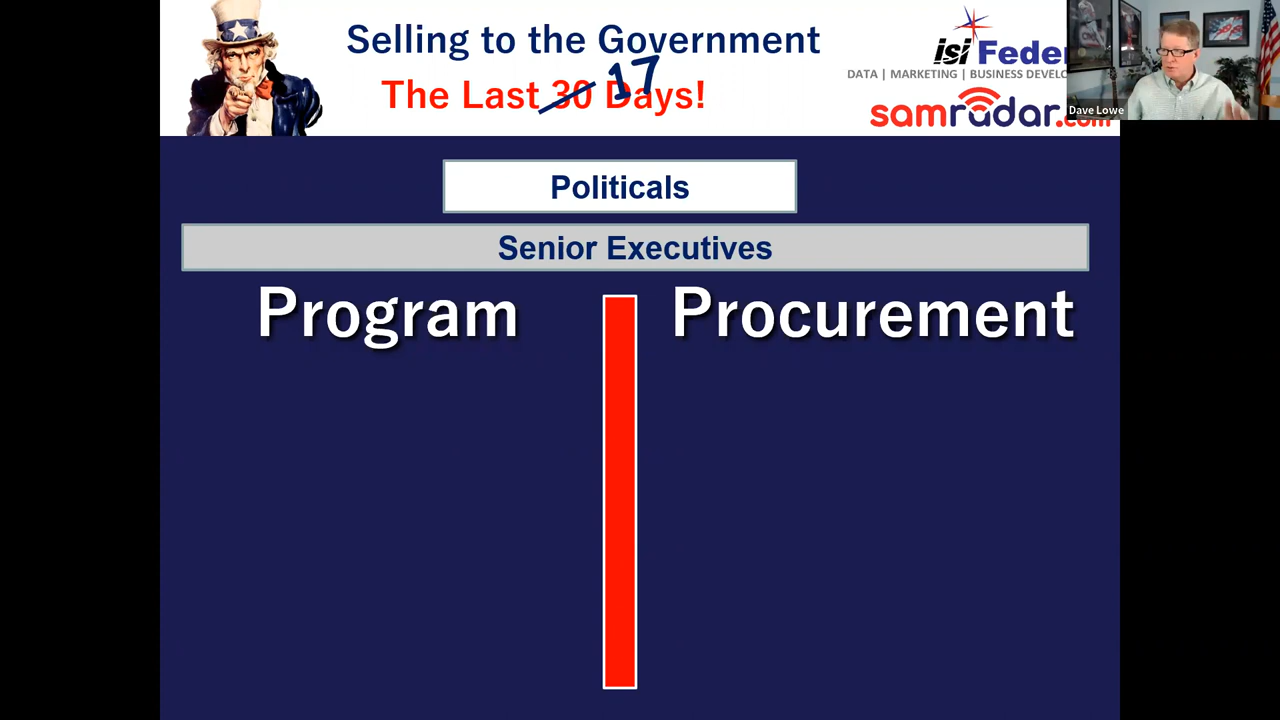 Selling to the Government
17
The Last 30 Days!
isi Feder
DATA | MARKETING | BUSINESS DEVEL
samradar.com
Dave Lowe
Politicals
Senior Executives
Program
Procurement